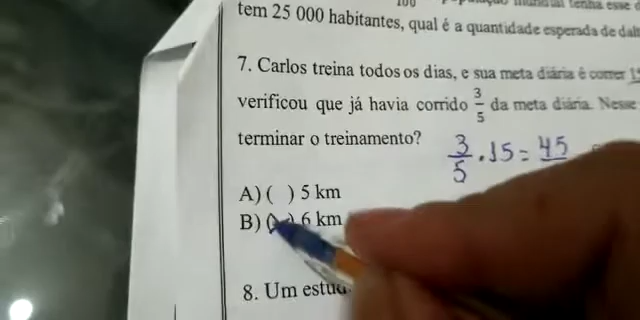 100
tem 25 000 habitantes, qual é a quantidade esperada de
7. Carlos treina todos os dias, e sua meta diária é correr 15
verificou que já havia corrido 3/5 da meta diária. Nesse
terminar o treinamento?
3/5 . 15 = 45
A) ( ) 5 km
B) ( ) 6 km
8. Um